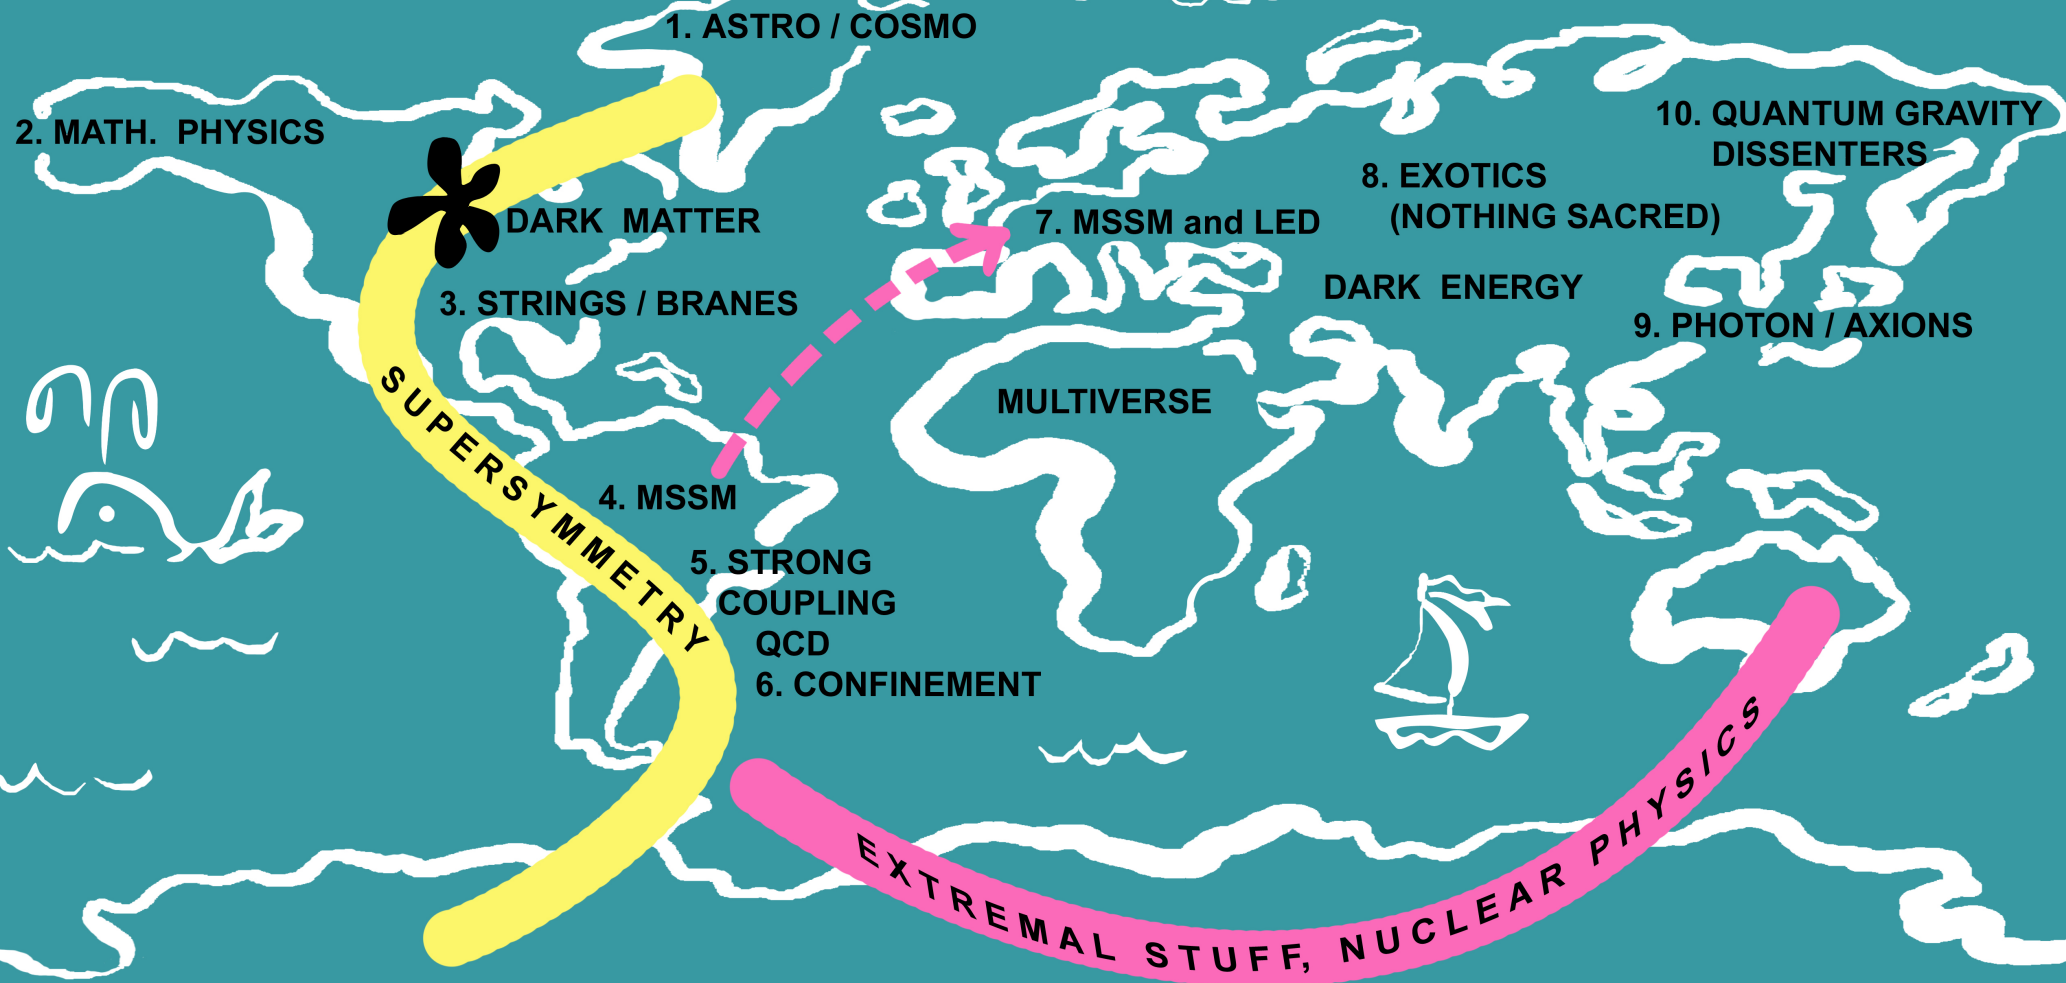 1. ASTRO / COSMO
2. MATH. PHYSICS
10. QUANTUM GRAVITY
DISSENTERS
8. EXOTICS
(NOTHING SACRED)
DARK MATTER
7. MSSM and LED
DARK ENERGY
3. STRINGS / BRANES
9. PHOTON / AXIONS
MULTIVERSE
SUPERSYMMETRY
4. MSSM
5. STRONG
COUPLING
QCD
6. CONFINEMENT
EXTREMAL STUFF, NUCLEAR PHYSICS